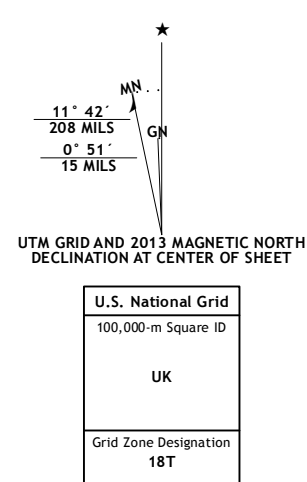 ★
MN
11° 42´
208 MILS
GN
0° 51´
15 MILS
UTM GRID AND 2013 MAGNETIC NORTH
DECLINATION AT CENTER OF SHEET
U.S. National Grid
100,000-m Square ID
UK
Grid Zone Designation
18T